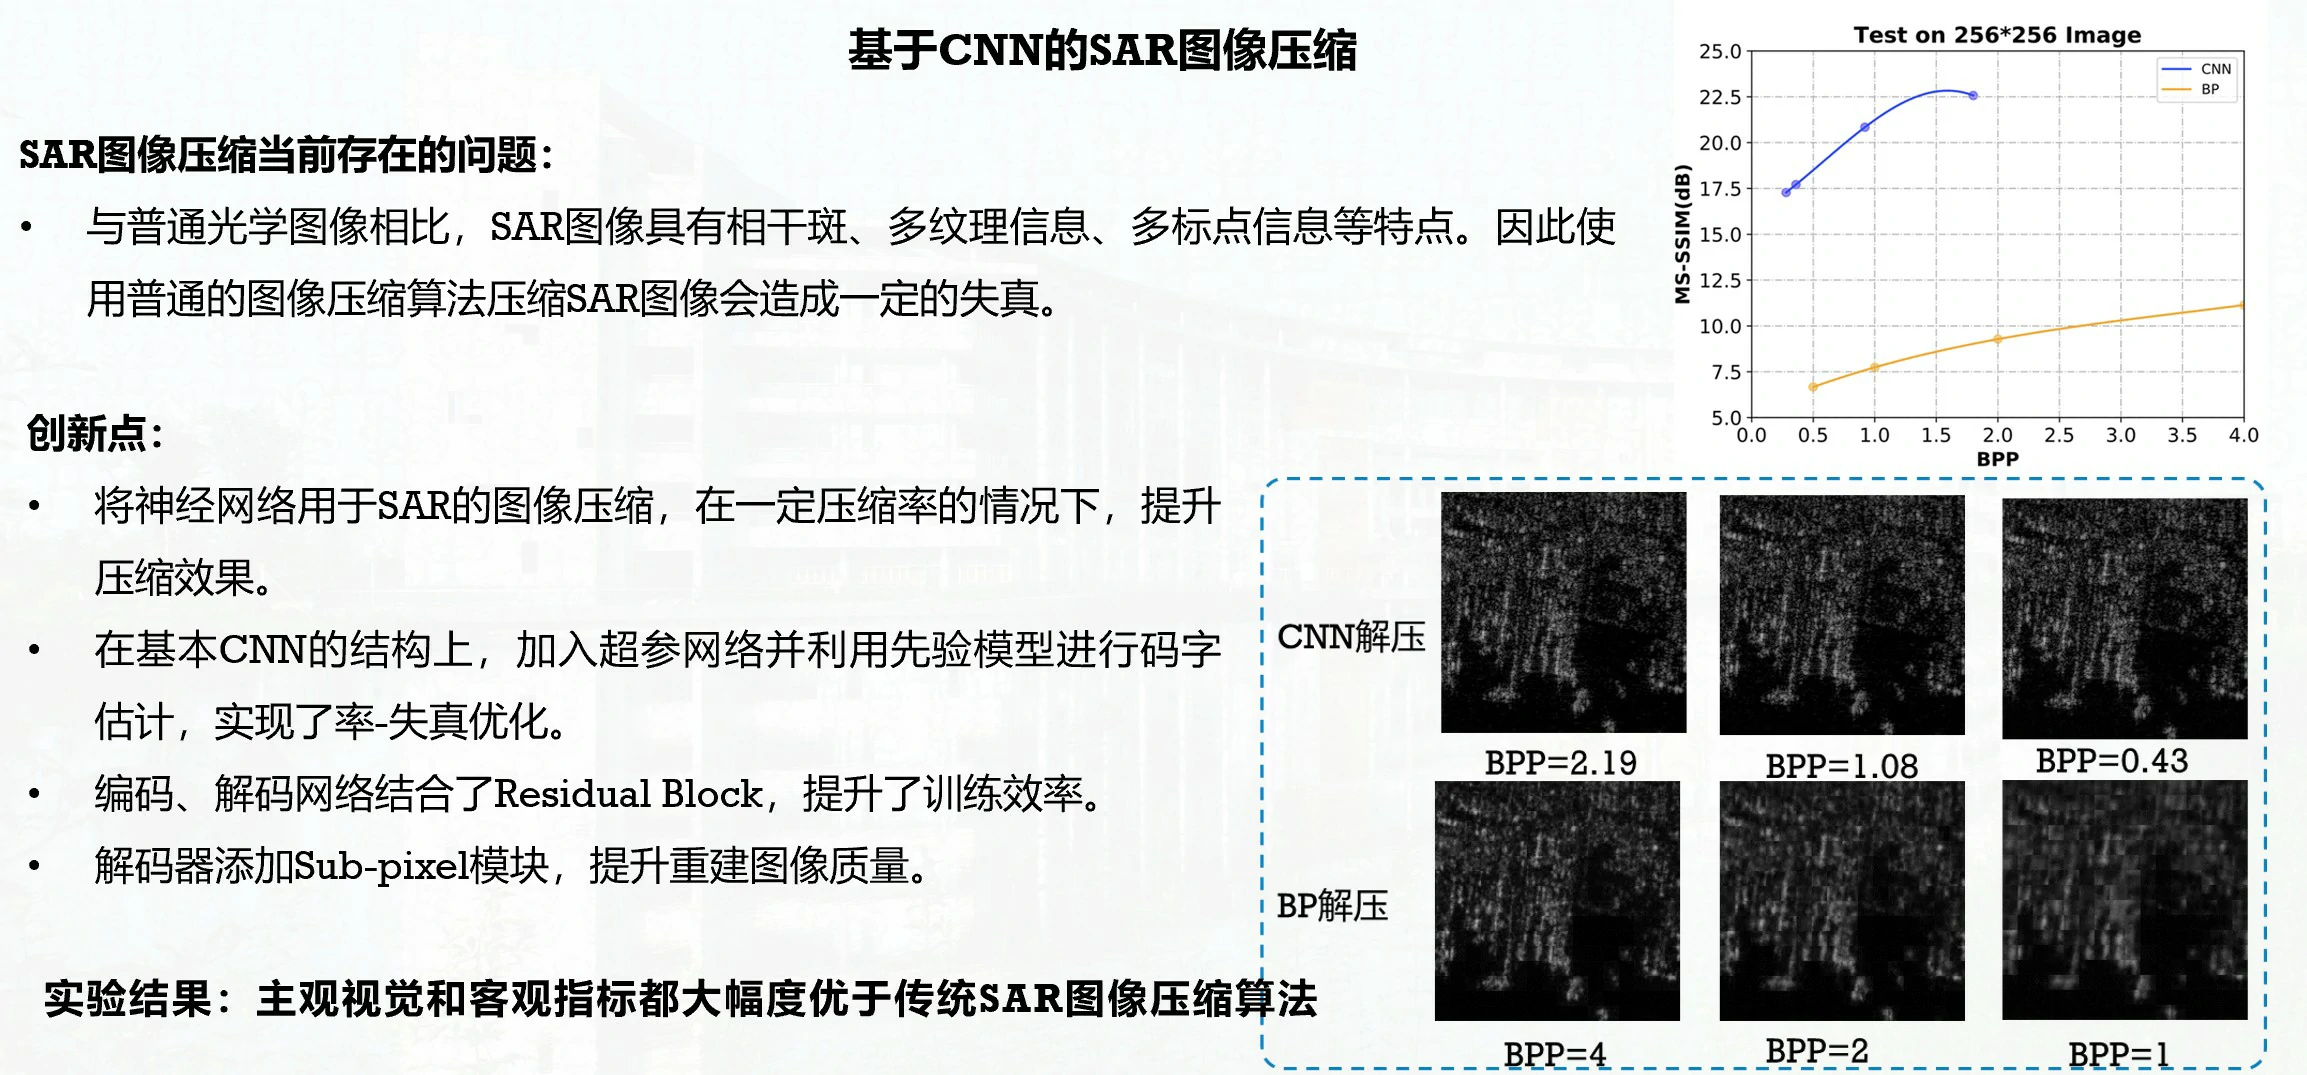 基于CNN的SAR图像压缩
SAR图像压缩当前存在的问题：
• 与普通光学图像相比，SAR图像具有相干斑、多纹理信息、多标点信息等特点。因此使
用普通的图像压缩算法压缩SAR图像会造成一定的失真。
创新点：
• 将神经网络用于SAR的图像压缩，在一定压缩率的情况下，提升
压缩效果。
• 在基本CNN的结构上，加入超参网络并利用先验模型进行码字
估计，实现了率-失真优化。
• 编码、解码网络结合了Residual Block，提升了训练效率。
• 解码器添加Sub-pixel模块，提升重建图像质量。
实验结果：主观视觉和客观指标都大幅度优于传统SAR图像压缩算法
Test on 256*256 Image
CNN
BP
MS-SSIM(dB)
25.0
22.5
20.0
17.5
15.0
12.5
10.0
7.5
5.0
0.0 0.5 1.0 1.5 2.0 2.5 3.0 3.5 4.0
BPP
CNN解压
BPP=2.19 BPP=1.08 BPP=0.43
BP解压
BPP=4 BPP=2 BPP=1